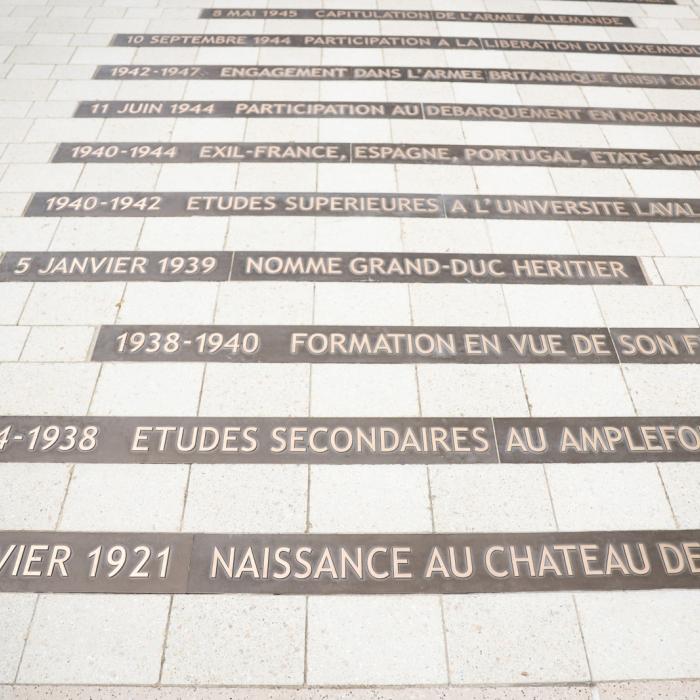 8 MAI 1945 CAPITULATION DE L'ARMEE ALLEMANDE
10 SEPTEMBRE 1944 PARTICIPATION A LA LIBERATION DU LUXEMBO
1942-1947 ENGAGEMENT DANS L'ARMEE BRITANNIQUE (IRISH GU
11 JUIN 1944 PARTICIPATION AU DEBARQUEMENT EN NORMAN
1940-1944 EXIL-FRANCE, ESPAGNE, PORTUGAL, ETATS-UNIS
1940-1942 ETUDES SUPERIEURES A L'UNIVERSITE LAVAL
5 JANVIER 1939 NOMME GRAND-DUC HERITIER
1938-1940 FORMATION EN VUE DE SON F
4-1938 ETUDES SECONDAIRES AU AMPLEFO
VIER 1921 NAISSANCE AU CHATEAU DE